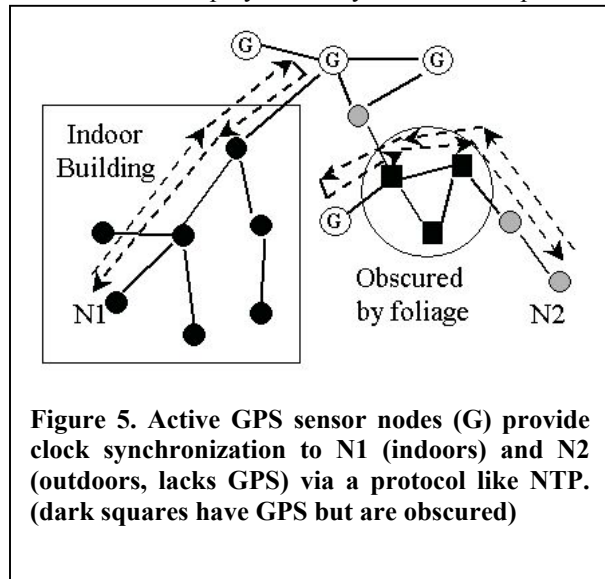 G
G
G
Indoor
Building
G
Obscured
by foliage
N1
N2
Figure 5. Active GPS sensor nodes (G) provide
clock synchronization to N1 (indoors) and N2
(outdoors, lacks GPS) via a protocol like NTP.
(dark squares have GPS but are obscured)